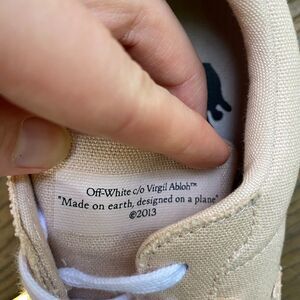 Off-White c/o Virgil Abloh™
"Made on earth, designed on a plane"
©2013